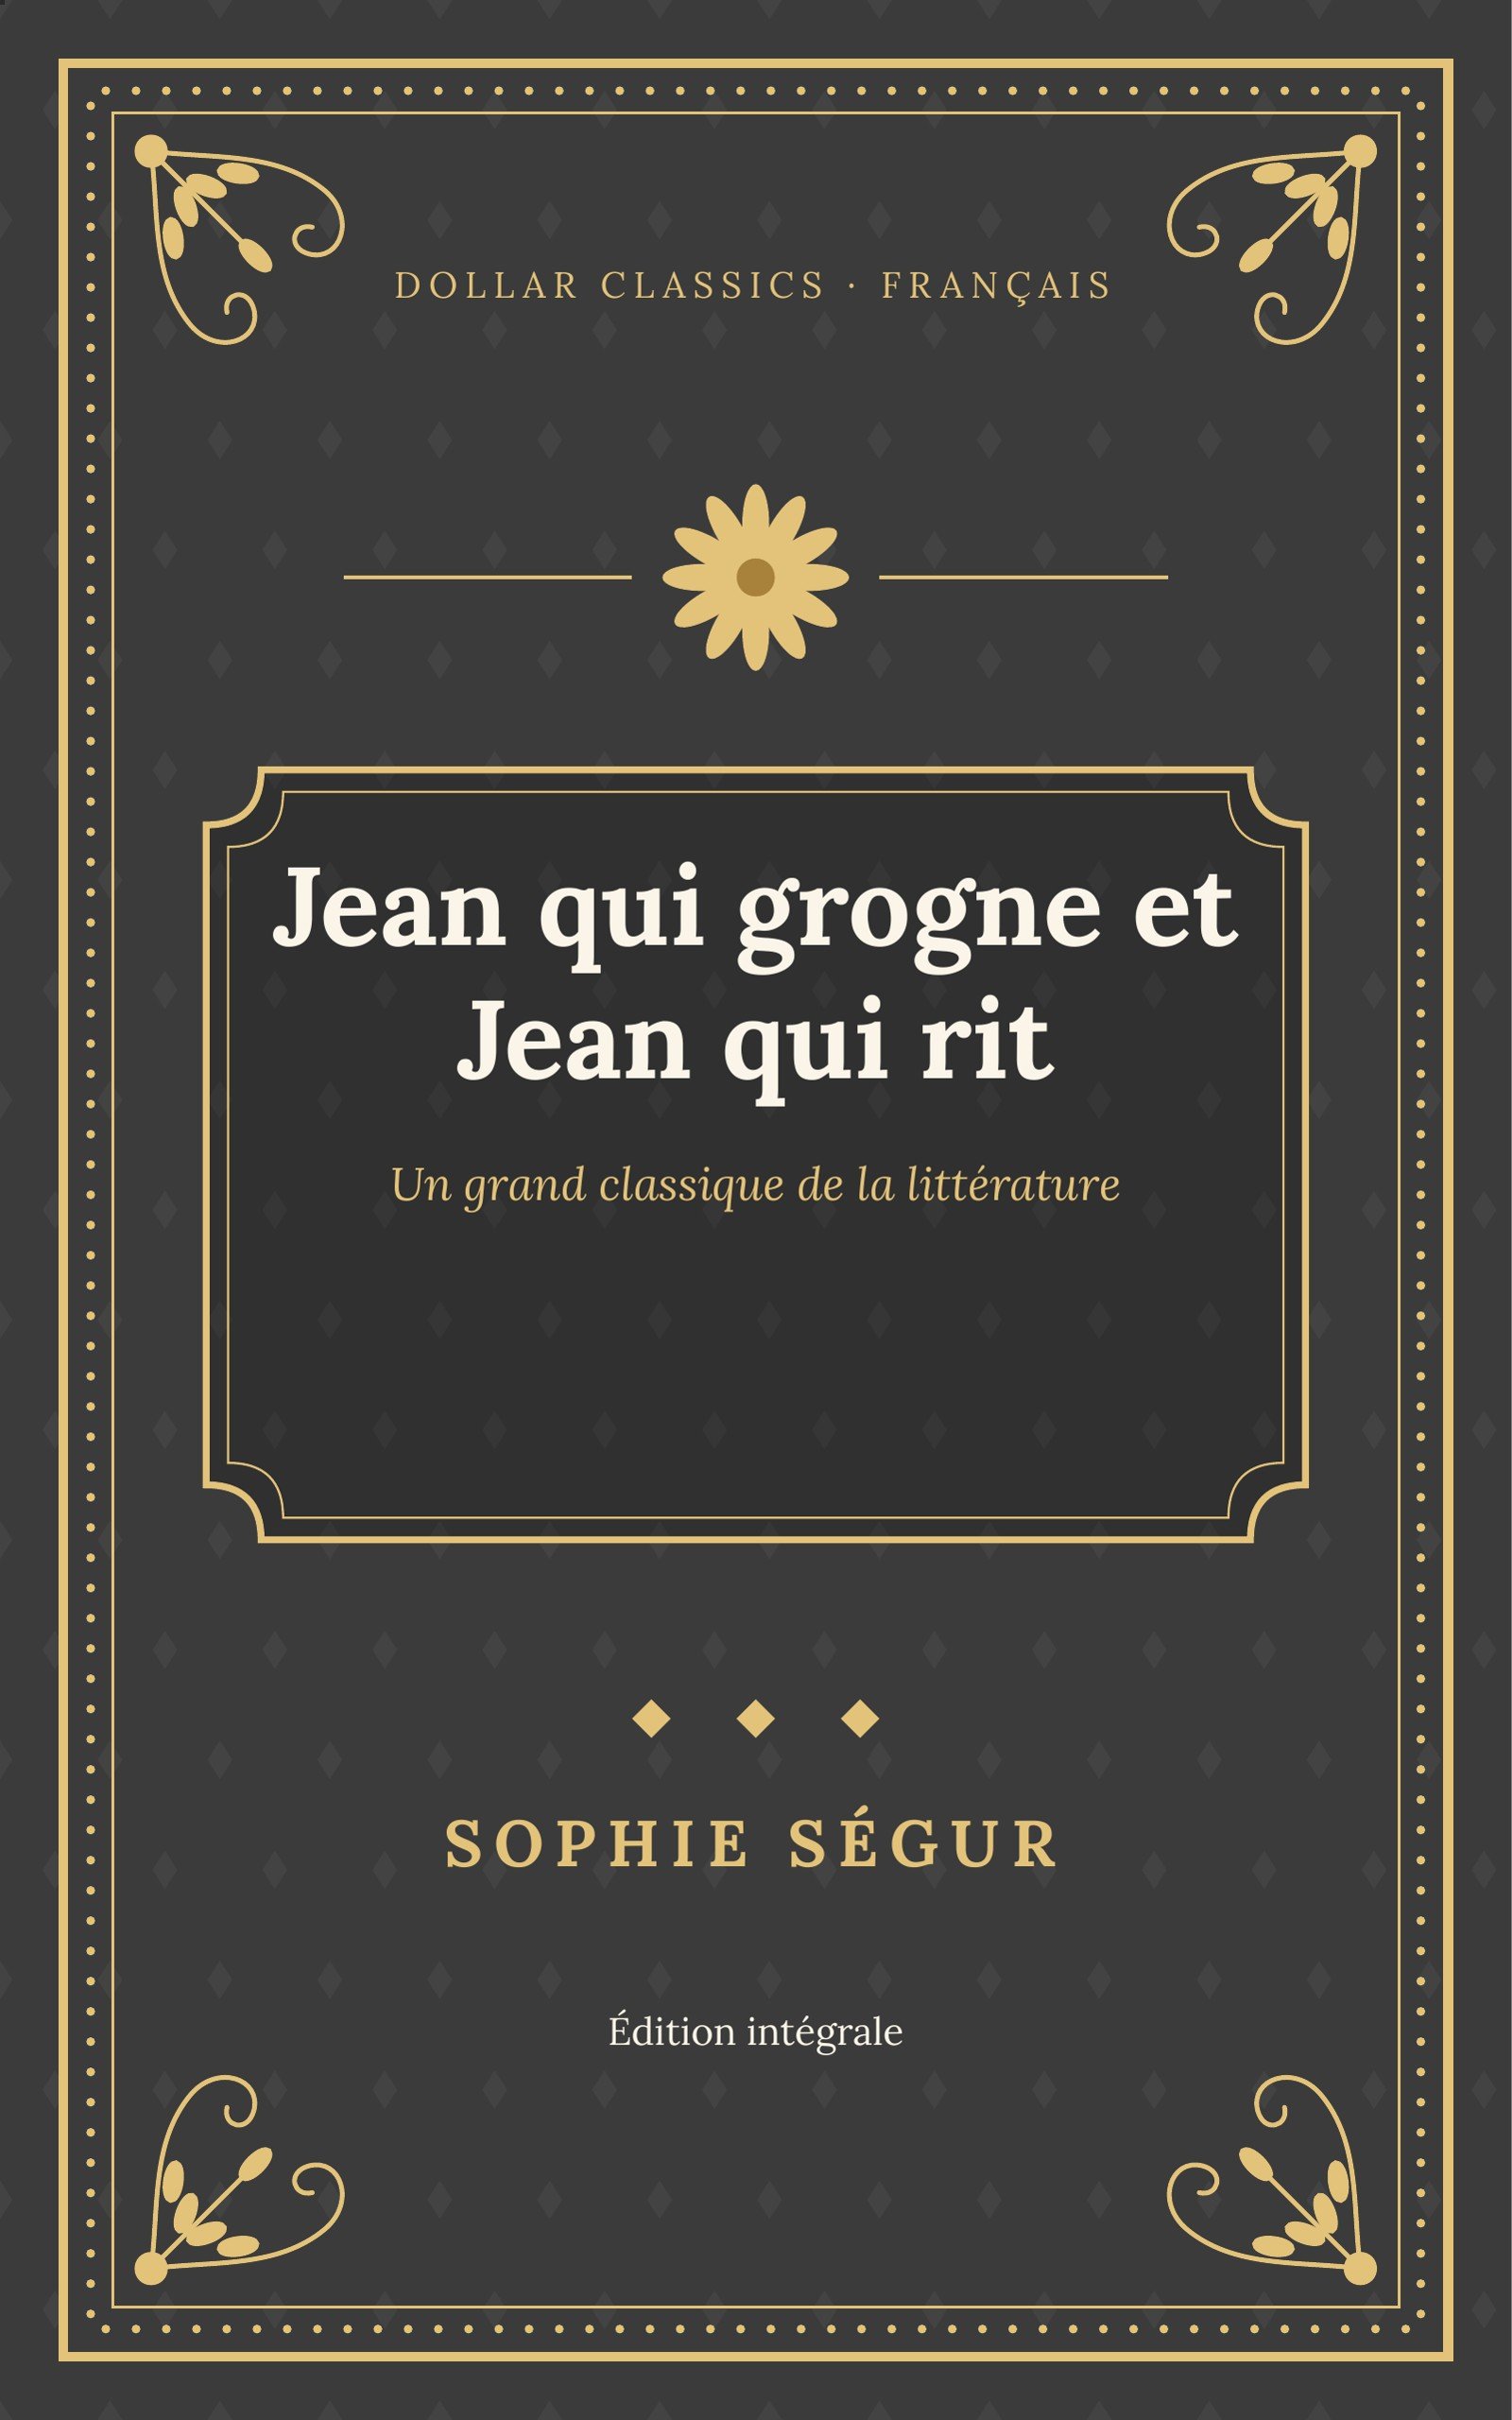 DOLLAR CLASSICS · FRANÇAIS
Jean qui grogne et
Jean qui rit
Un grand classique de la littérature
SOPHIE SÉGUR
Édition intégrale